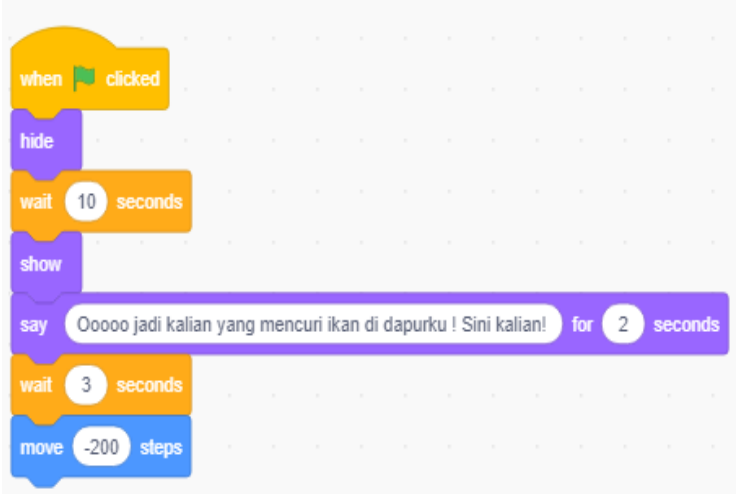 when clicked
hide
wait 10 seconds
show
say Ooooo jadi kalian yang mencuri ikan di dapurku ! Sini kalian! for 2 seconds
wait 3 seconds
move -200 steps